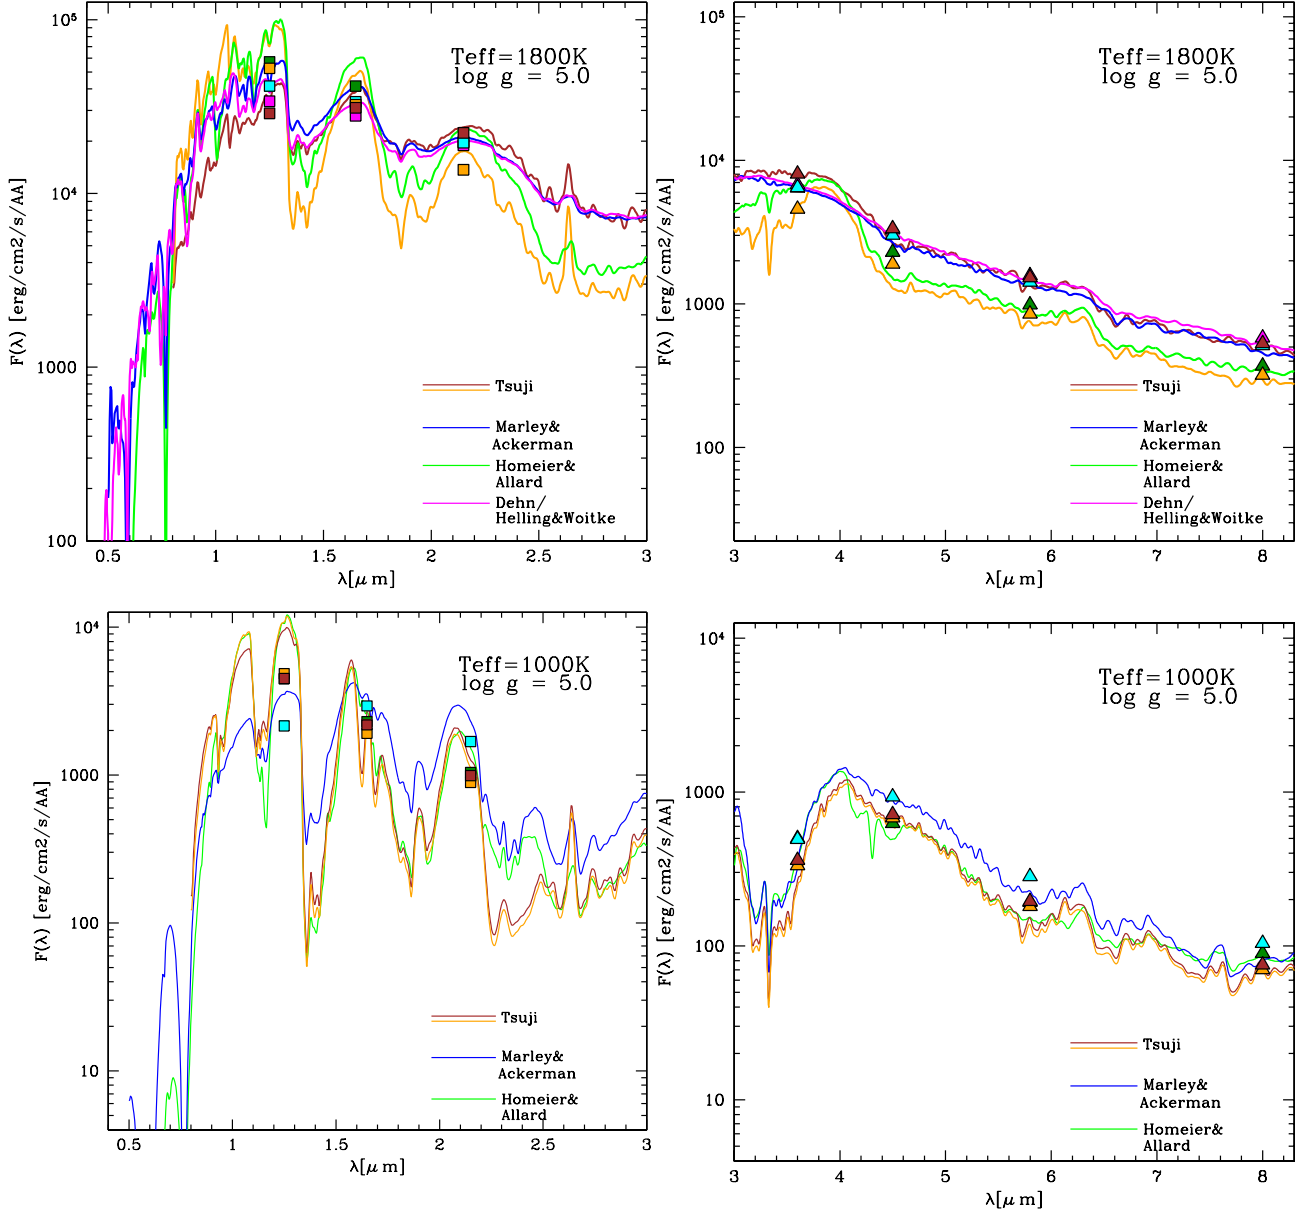 10⁵
10⁴
1000
100
F(λ) [erg/cm2/s/AA]
0.5 1 1.5 2 2.5 3
λ[μ m]
Teff=1800K
log g = 5.0
Tsuji
Marley&
Ackerman
Homeier&
Allard
Dehn/
Helling&Woitke
10⁵
10⁴
1000
100
F(λ) [erg/cm2/s/AA]
3 4 5 6 7 8
λ[μ m]
Teff=1800K
log g = 5.0
Tsuji
Marley&
Ackerman
Homeier&
Allard
Dehn/
Helling&Woitke
10⁴
1000
100
10
F(λ) [erg/cm2/s/AA]
0.5 1 1.5 2 2.5 3
λ[μ m]
Teff=1000K
log g = 5.0
Tsuji
Marley&
Ackerman
Homeier&
Allard
10⁴
1000
100
10
F(λ) [erg/cm2/s/AA]
3 4 5 6 7 8
λ[μ m]
Teff=1000K
log g = 5.0
Tsuji
Marley&
Ackerman
Homeier&
Allard